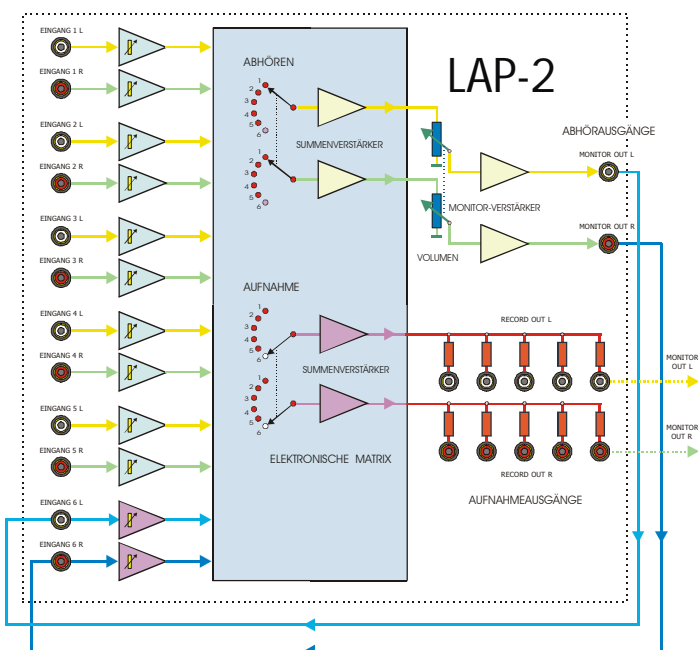 LAP-2
EINGANG 1 L
EINGANG 1 R
EINGANG 2 L
EINGANG 2 R
EINGANG 3 L
EINGANG 3 R
EINGANG 4 L
EINGANG 4 R
EINGANG 5 L
EINGANG 5 R
EINGANG 6 L
EINGANG 6 R
ABHÖREN
1
2
3
4
5
6
SUMMENVERSTÄRKER
1
2
3
4
5
6
AUFNAHME
1
2
3
4
5
6
SUMMENVERSTÄRKER
1
2
3
4
5
6
ELEKTRONISCHE MATRIX
ABHÖRAUSGÄNGE
MONITOR OUT L
MONITOR-VERSTÄRKER
MONITOR OUT R
VOLUMEN
RECORD OUT L
RECORD OUT R
AUFNAHMEAUSGÄNGE
MONITOR
OUT L
MONITOR
OUT R